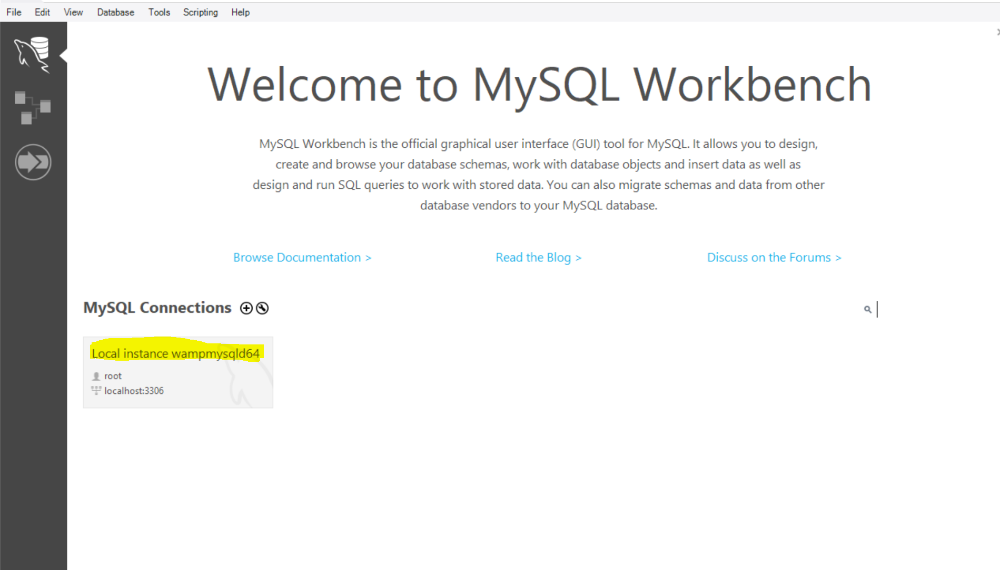 File Edit View Database Tools Scripting Help
Welcome to MySQL Workbench
MySQL Workbench is the official graphical user interface (GUI) tool for MySQL. It allows you to design,
create and browse your database schemas, work with database objects and insert data as well as
design and run SQL queries to work with stored data. You can also migrate schemas and data from other
database vendors to your MySQL database.
Browse Documentation > Read the Blog > Discuss on the Forums >
MySQL Connections
Local instance wampmysqld64
root
localhost:3306